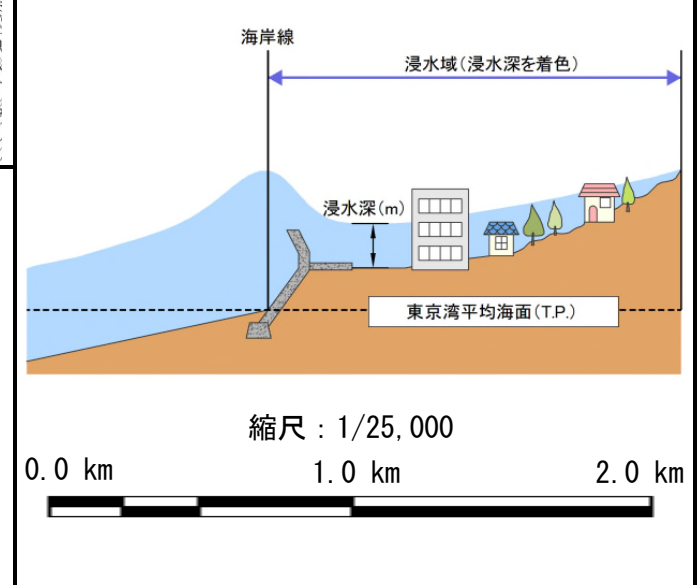 海岸線
浸水域(浸水深を着色)
浸水深(m)
東京湾平均海面(T.P.)
縮尺：1/25,000
0.0 km 1.0 km 2.0 km